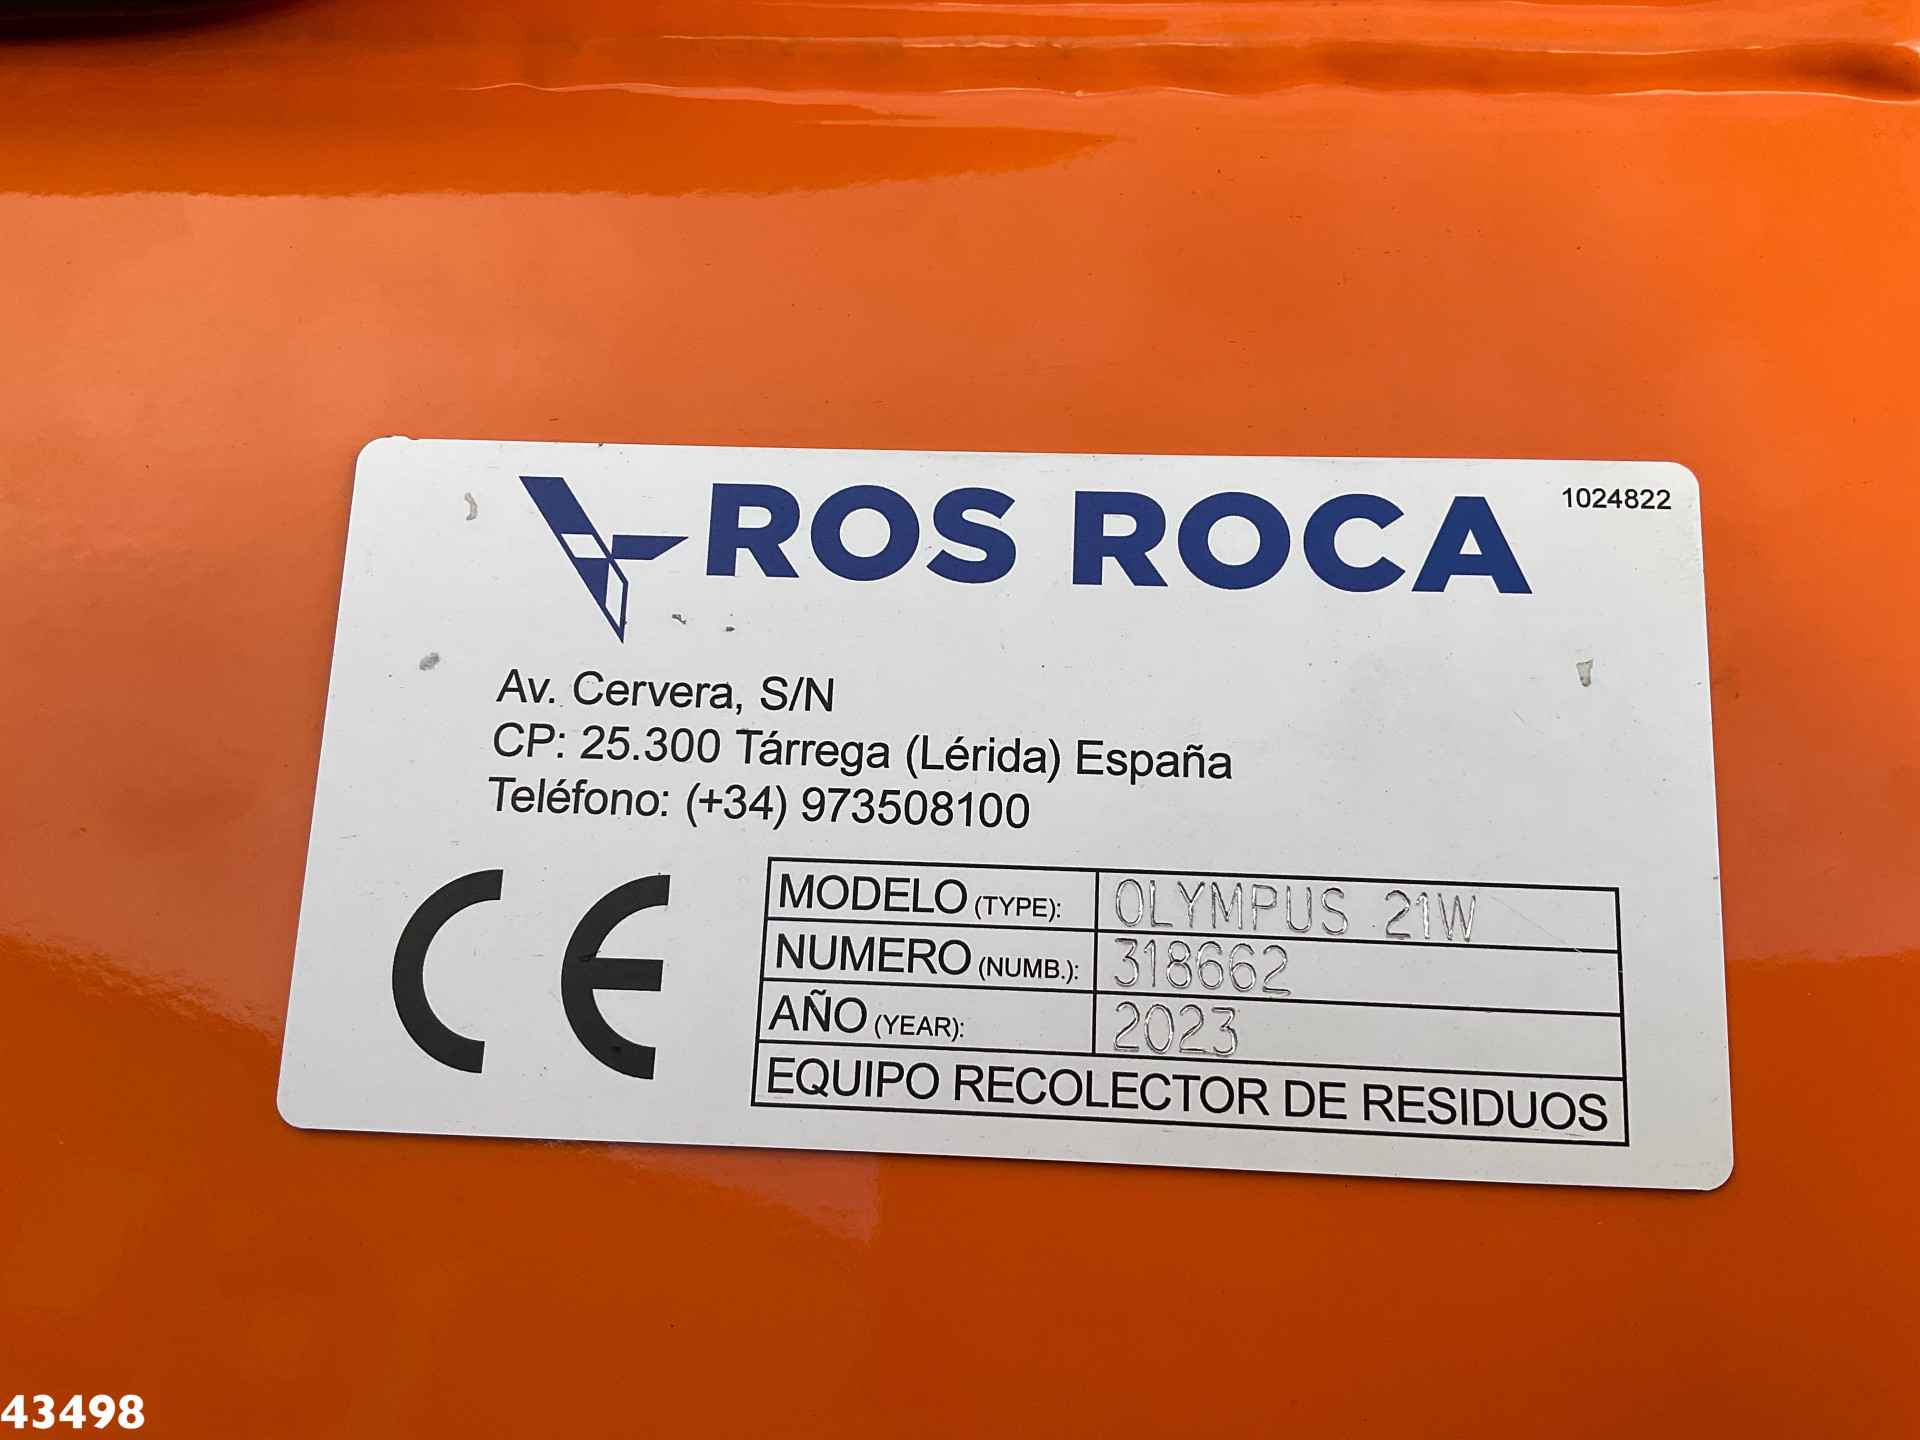 ROS ROCA
1024822
Av. Cervera, S/N
CP: 25.300 Tárrega (Lérida) España
Teléfono: (+34) 973508100
CE
MODELO (TYPE): OLYMPUS 21W
NUMERO (NUMB.): 318662
AÑO (YEAR): 2023
EQUIPO RECOLECTOR DE RESIDUOS
43498